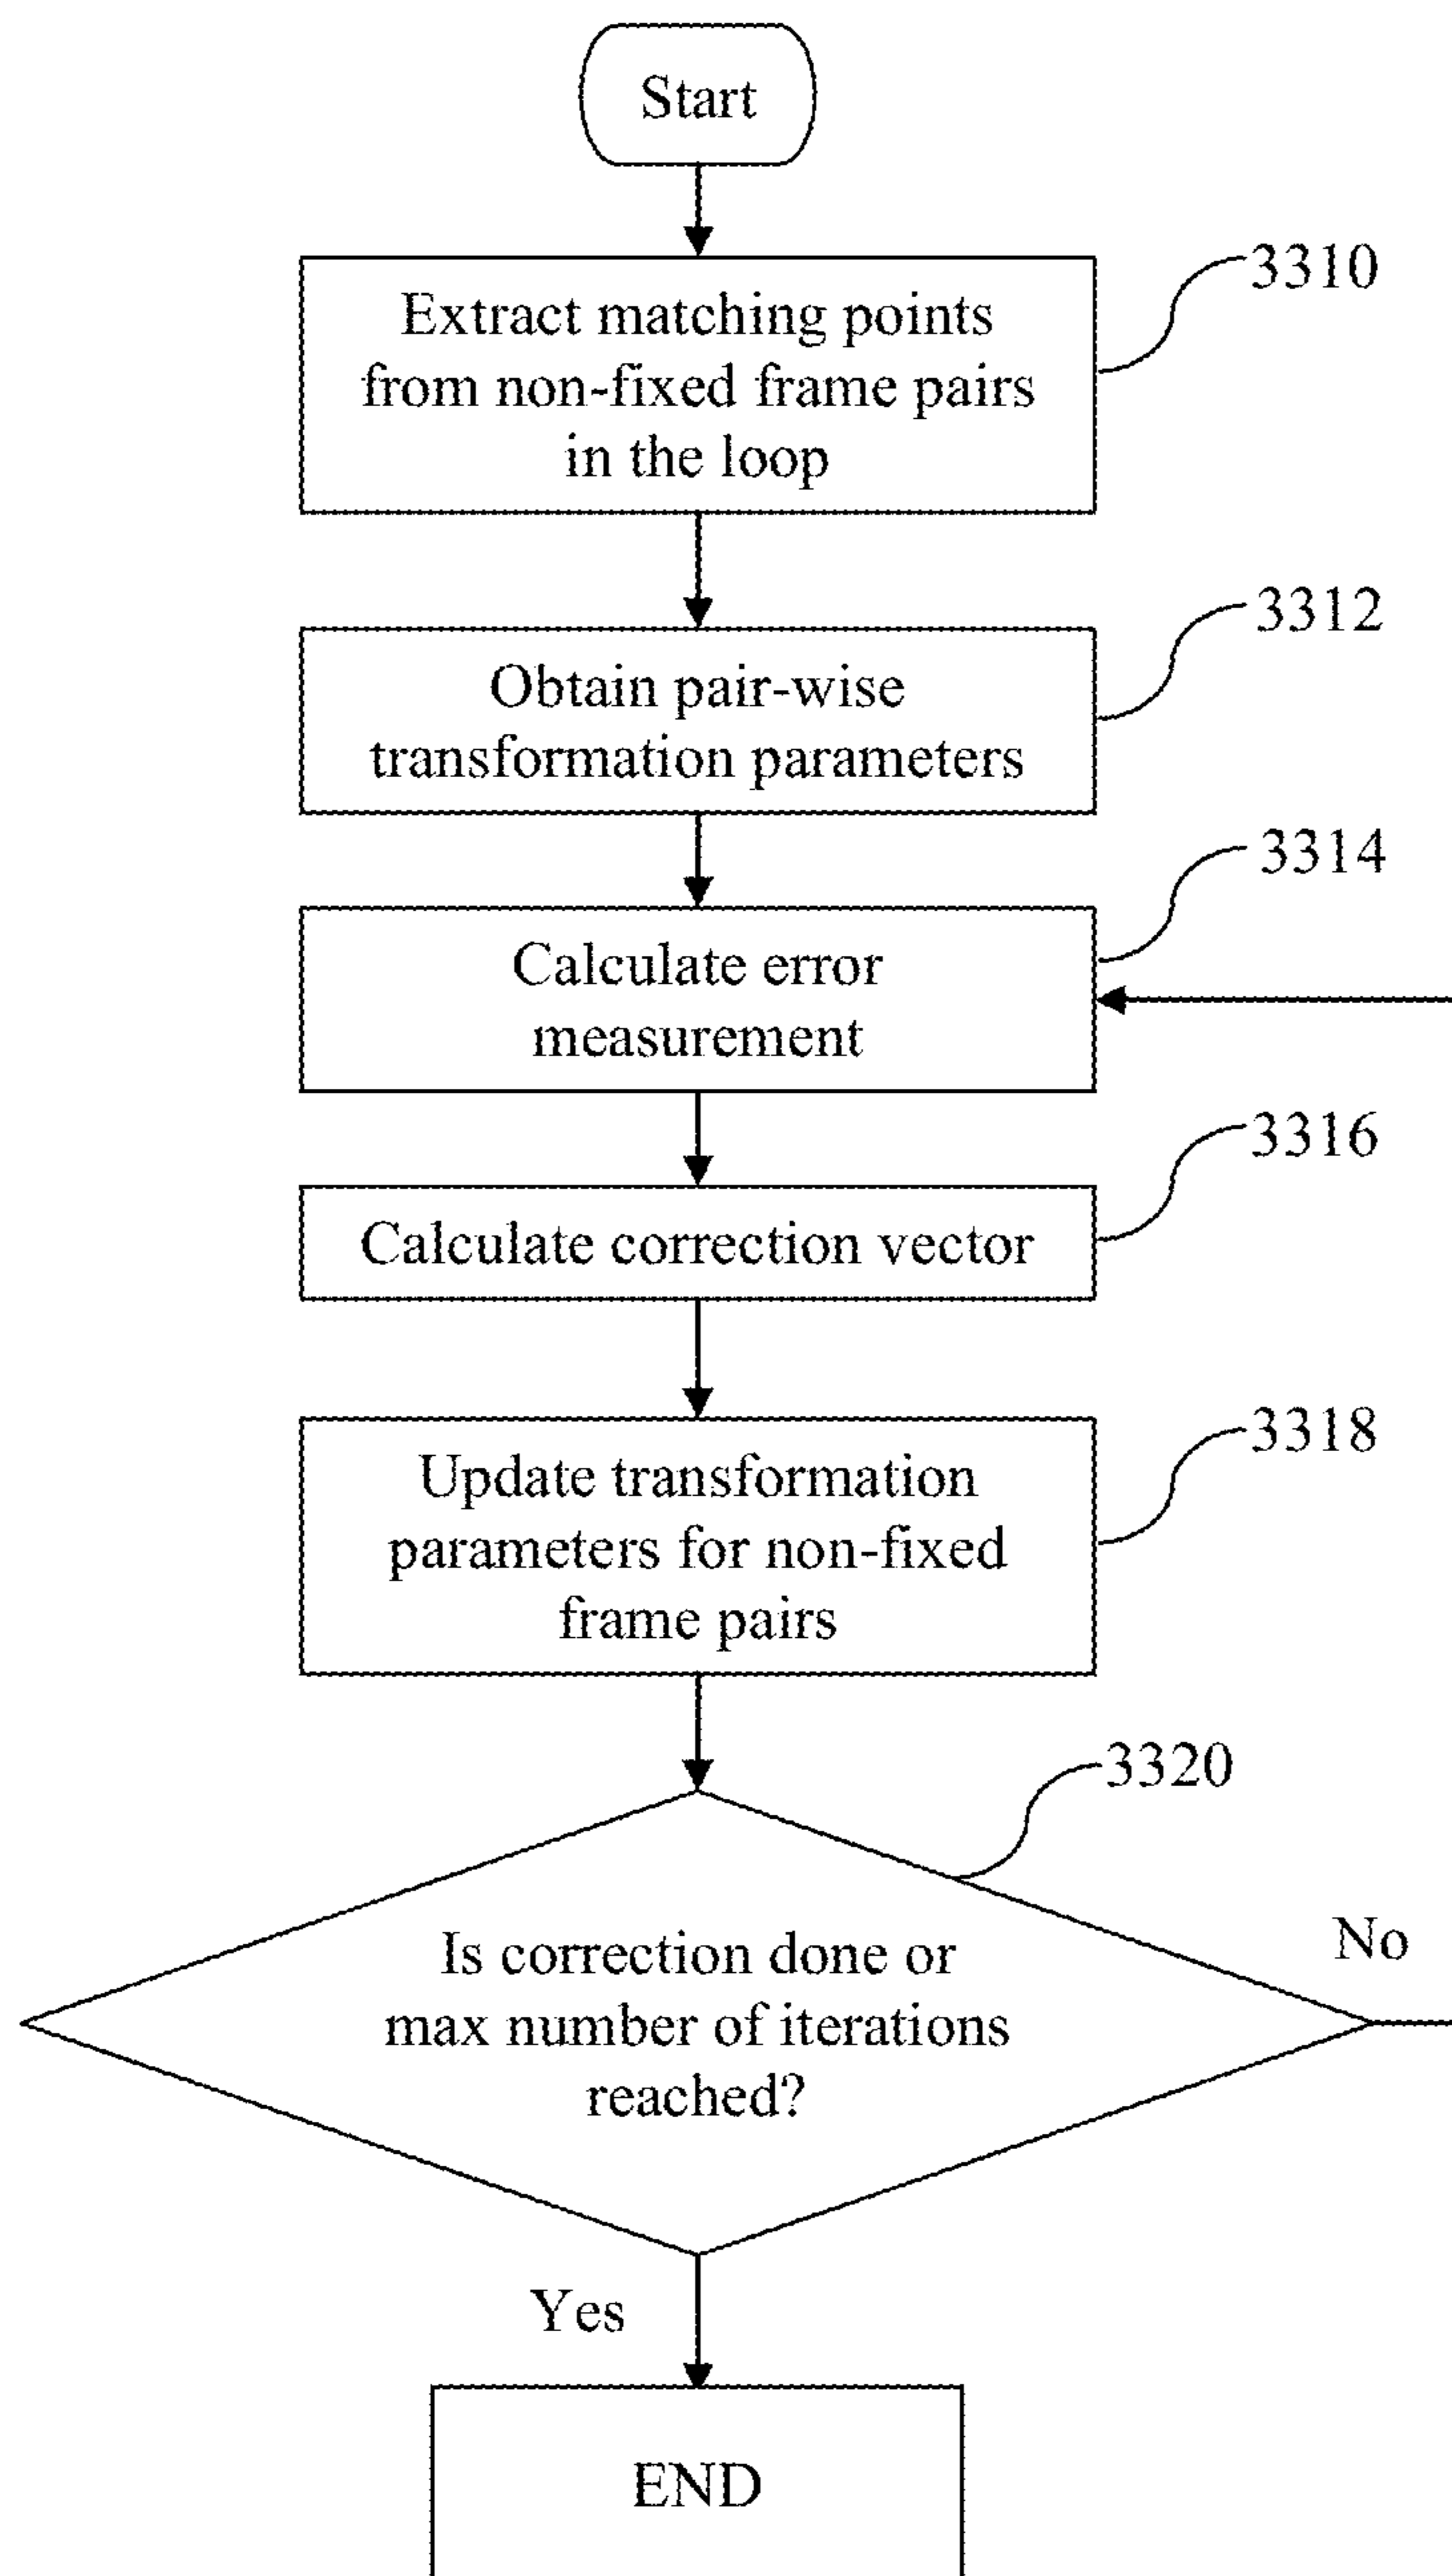 Start
3310
Extract matching points
from non-fixed frame pairs
in the loop
3312
Obtain pair-wise
transformation parameters
3314
Calculate error
measurement
3316
Calculate correction vector
3318
Update transformation
parameters for non-fixed
frame pairs
3320
Is correction done or
max number of iterations
reached?
No
Yes
END